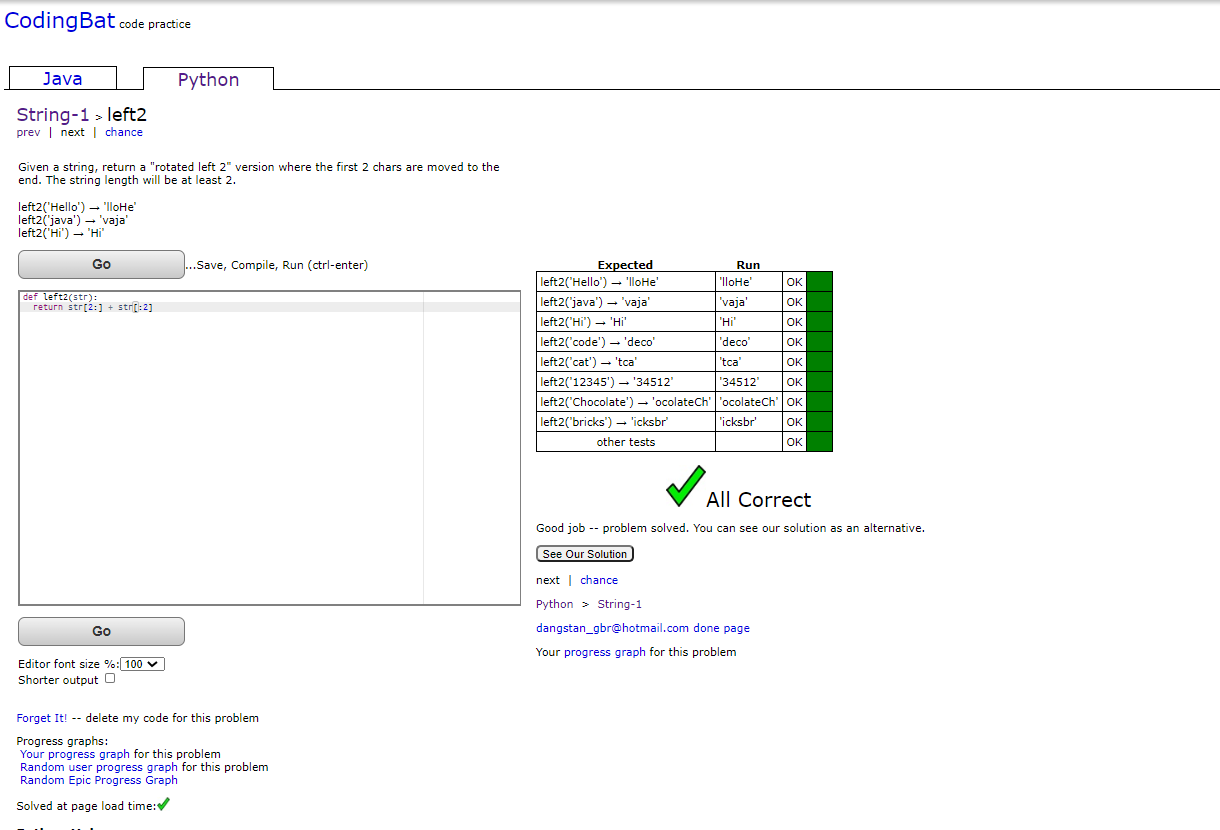 CodingBat code practice
Java
Python
String-1 > left2
prev | next | chance
Given a string, return a "rotated left 2" version where the first 2 chars are moved to the
end. The string length will be at least 2.
left2('Hello') → 'lloHe'
left2('java') → 'vaja'
left2('Hi') → 'Hi'
Go
...Save, Compile, Run (ctrl-enter)
def left2(str):
  return str[2:] + str[:2]
Go
Editor font size %: 100
Shorter output
Forget It! -- delete my code for this problem
Progress graphs:
Your progress graph for this problem
Random user progress graph for this problem
Random Epic Progress Graph
Solved at page load time:
Expected Run
left2('Hello') → 'lloHe' 'lloHe' OK
left2('java') → 'vaja' 'vaja' OK
left2('Hi') → 'Hi' 'Hi' OK
left2('code') → 'deco' 'deco' OK
left2('cat') → 'tca' 'tca' OK
left2('12345') → '34512' '34512' OK
left2('Chocolate') → 'ocolateCh' 'ocolateCh' OK
left2('bricks') → 'icksbr' 'icksbr' OK
other tests OK
All Correct
Good job -- problem solved. You can see our solution as an alternative.
See Our Solution
next | chance
Python > String-1
dangstan_gbr@hotmail.com done page
Your progress graph for this problem